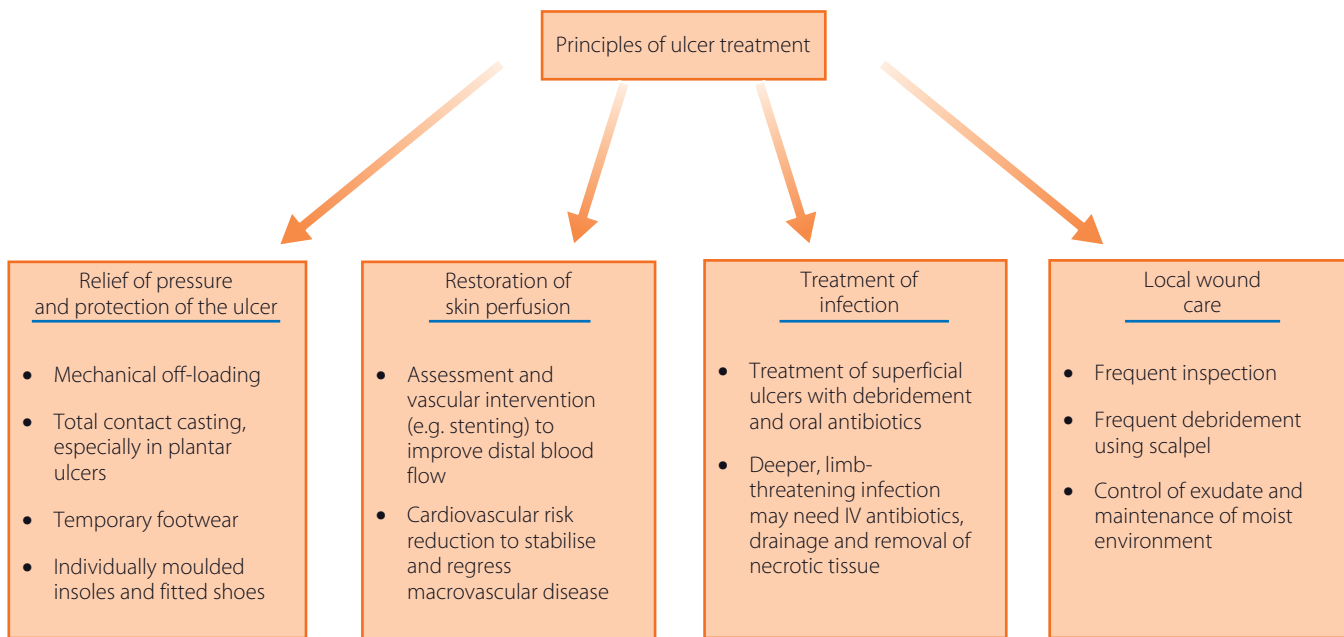 Principles of ulcer treatment
Relief of pressure
and protection of the ulcer
• Mechanical off-loading
• Total contact casting,
especially in plantar
ulcers
• Temporary footwear
• Individually moulded
insoles and fitted shoes
Restoration of
skin perfusion
• Assessment and
vascular intervention
(e.g. stenting) to
improve distal blood
flow
• Cardiovascular risk
reduction to stabilise
and regress
macrovascular disease
Treatment of
infection
• Treatment of superficial
ulcers with debridement
and oral antibiotics
• Deeper, limb-
threatening infection
may need IV antibiotics,
drainage and removal of
necrotic tissue
Local wound
care
• Frequent inspection
• Frequent debridement
using scalpel
• Control of exudate and
maintenance of moist
environment